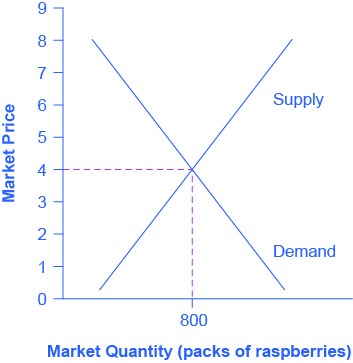 Market Price
9
8
7
6
5
4
3
2
1
0
Supply
Demand
800
Market Quantity (packs of raspberries)